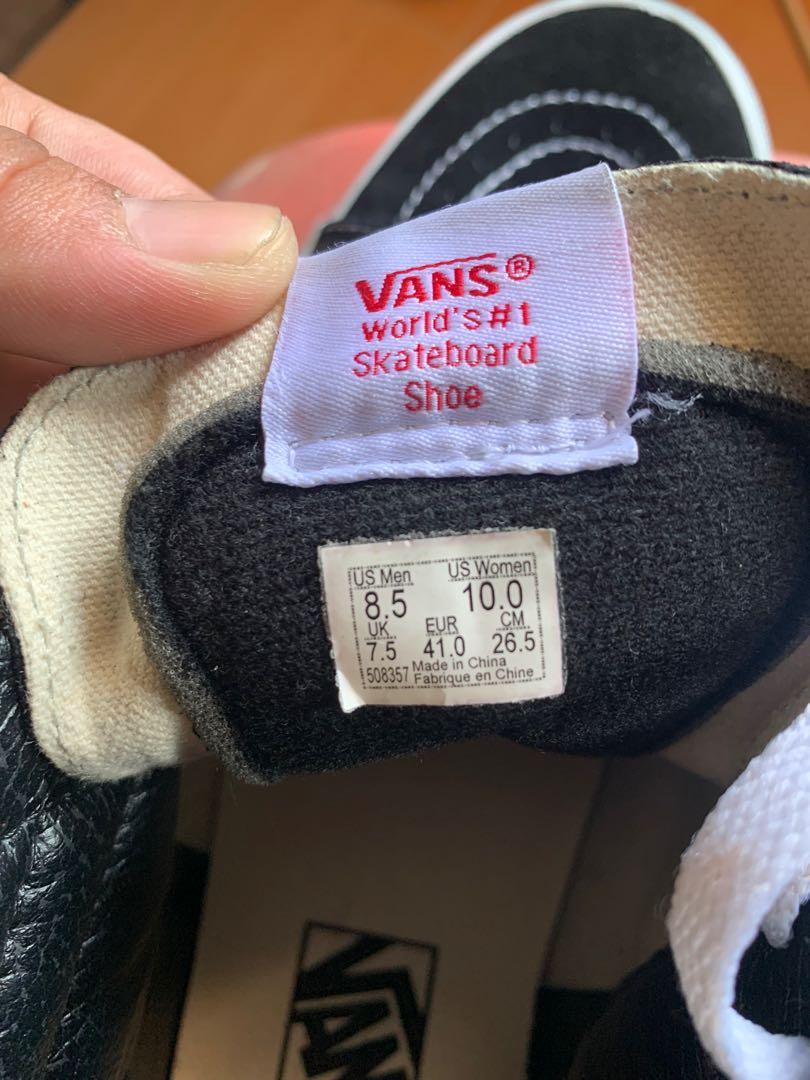 VANS®
World's #1
Skateboard
Shoe
US Men US Women
8.5 10.0
UK EUR CM
7.5 41.0 26.5
508357 Made in China
Fabrique en Chine
VAN